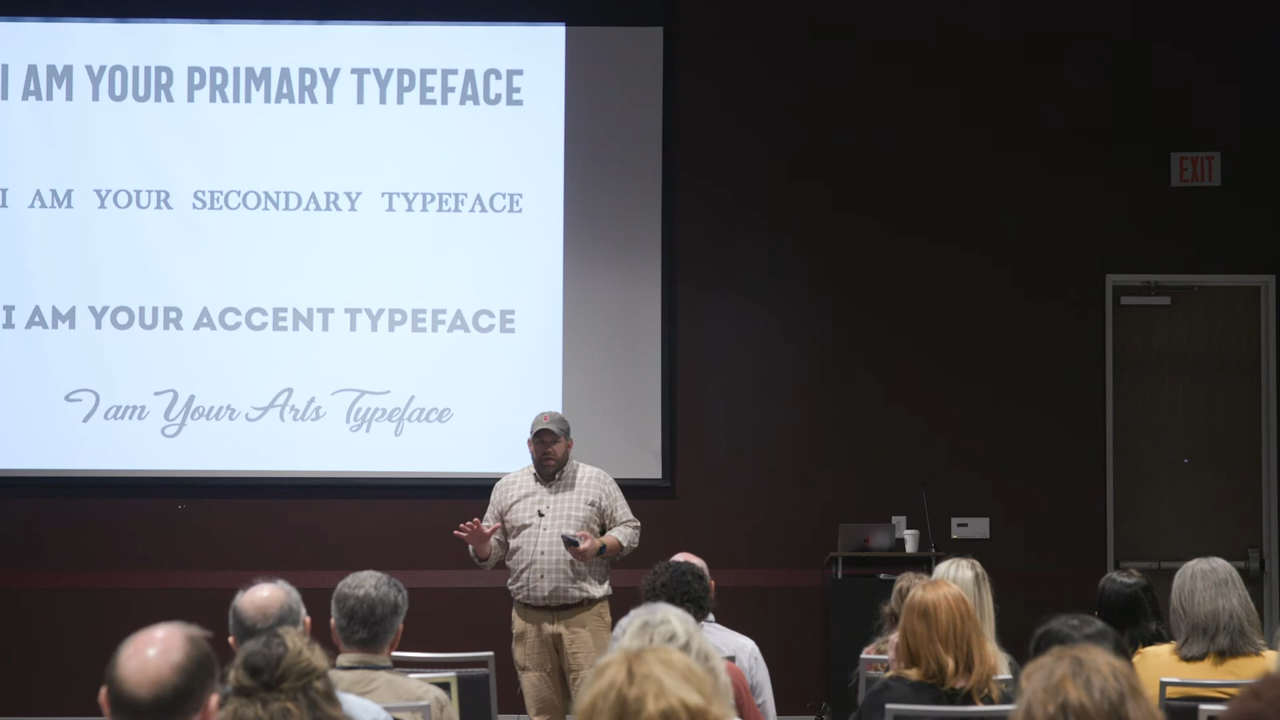 I AM YOUR PRIMARY TYPEFACE
I AM YOUR SECONDARY TYPEFACE
I AM YOUR ACCENT TYPEFACE
I am Your Arts Typeface
EXIT